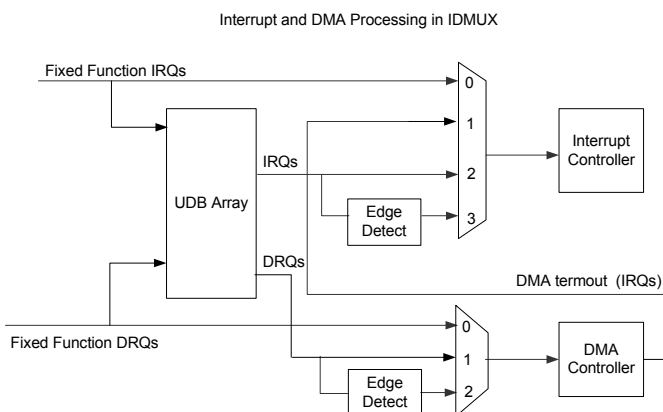 Interrupt and DMA Processing in IDMUX
Fixed Function IRQs
0
1
Interrupt
Controller
IRQs
2
UDB Array
Edge
Detect
3
DRQs
DMA termout (IRQs)
0
Fixed Function DRQs
1
DMA
Controller
Edge
Detect
2